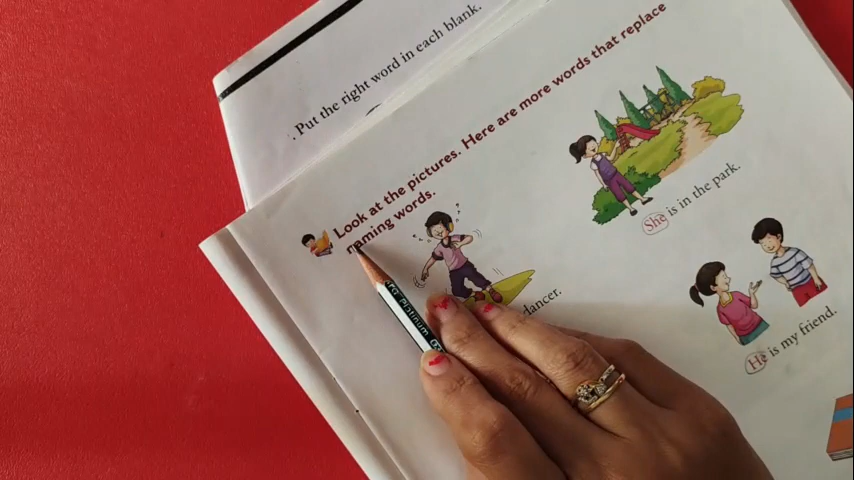 . Put the right word in each blank.
Look at the pictures. Here are more words that replace
naming words.
She is in the park.
dancer.
He is my friend.
Platinum